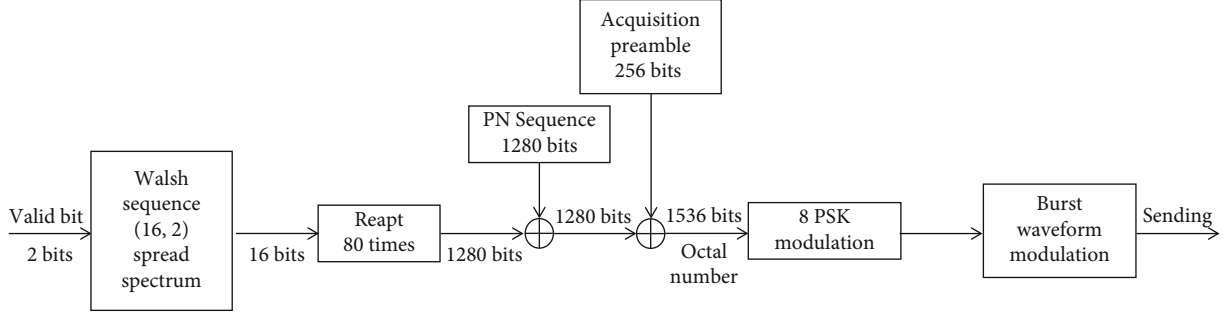 Valid bit
2 bits
Walsh
sequence
(16, 2)
spread
spectrum
16 bits
Reapt
80 times
1280 bits
PN Sequence
1280 bits
1280 bits
Acquisition
preamble
256 bits
1536 bits
Octal
number
8 PSK
modulation
Burst
waveform
modulation
Sending